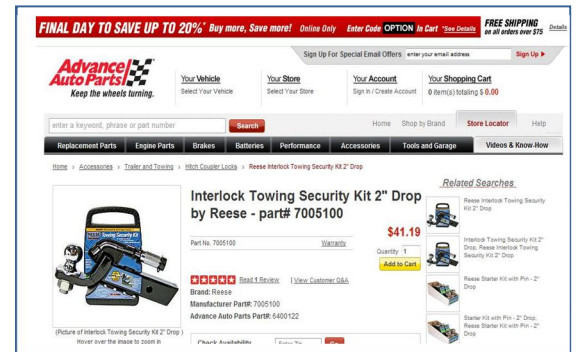 FINAL DAY TO SAVE UP TO 20%* Buy more, Save more! Online Only Enter Code OPTION In Cart *See Details
FREE SHIPPING on all orders over $75 Details
Sign Up For Special Email Offers enter your email address Sign Up
Advance Auto Parts
Keep the wheels turning.
Your Vehicle
Select Your Vehicle
Your Store
Select Your Store
Your Account
Sign In / Create Account
Your Shopping Cart
0 item(s) totaling $ 0.00
enter a keyword, phrase or part number Search
Home Shop by Brand Store Locator Help
Replacement Parts Engine Parts Brakes Batteries Performance Accessories Tools and Garage Videos & Know-How
Home > Accessories > Trailer and Towing > Hitch Coupler Locks > Reese Interlock Towing Security Kit 2" Drop
Interlock Towing Security Kit 2" Drop
by Reese - part# 7005100
$41.19
Part No. 7005100 Warranty
Quantity 1
Add to Cart
Read 1 Review | View Customer Q&A
Brand: Reese
Manufacturer Part#: 7005100
Advance Auto Parts Part#: 6400122
Check Availability Enter Zip Go
REESE Towing Security Kit
(Picture of Interlock Towing Security Kit 2" Drop )
Hover over the image to zoom in
Related Searches
Reese Interlock Towing Security
Kit 2" Drop
Interlock Towing Security Kit 2"
Drop, Reese Interlock Towing
Security Kit 2" Drop
Reese Starter Kit with Pin - 2"
Drop
Starter Kit with Pin - 2" Drop,
Reese Starter Kit with Pin - 2"
Drop